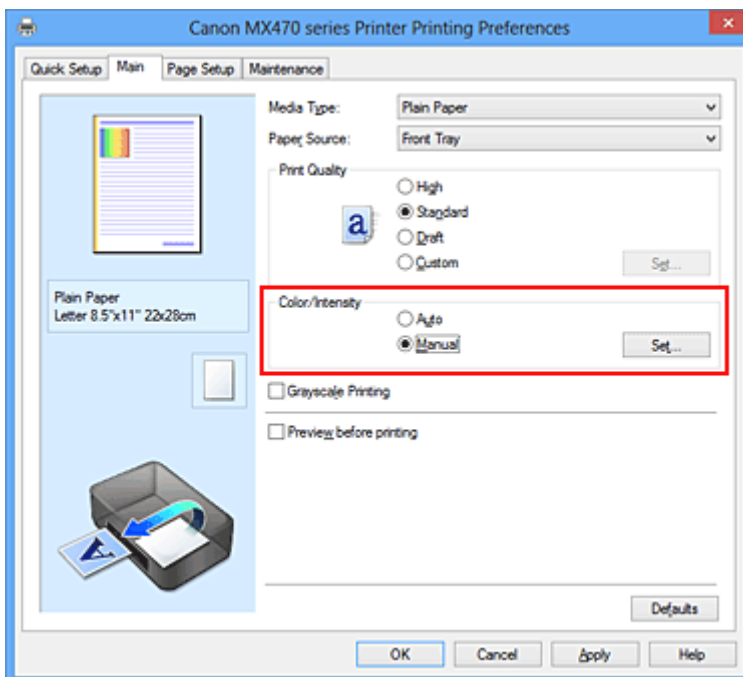 Canon MX470 series Printer Printing Preferences
Quick Setup Main Page Setup Maintenance
Media Type: Plain Paper
Paper Source: Front Tray
Print Quality
High
Standard
Draft
Custom
Set...
a
Plain Paper
Letter 8.5"x11" 22x28cm
Color/Intensity
Auto
Manual
Set...
Grayscale Printing
Preview before printing
A
Defaults
OK Cancel Apply Help